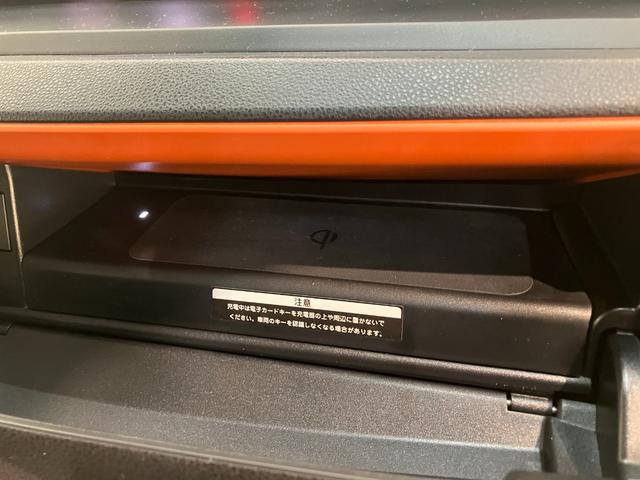 注意
充電中は電子カードキーを充電器の上や周辺に置かないで
ください。車両のキーを認識しなくなる場合があります。